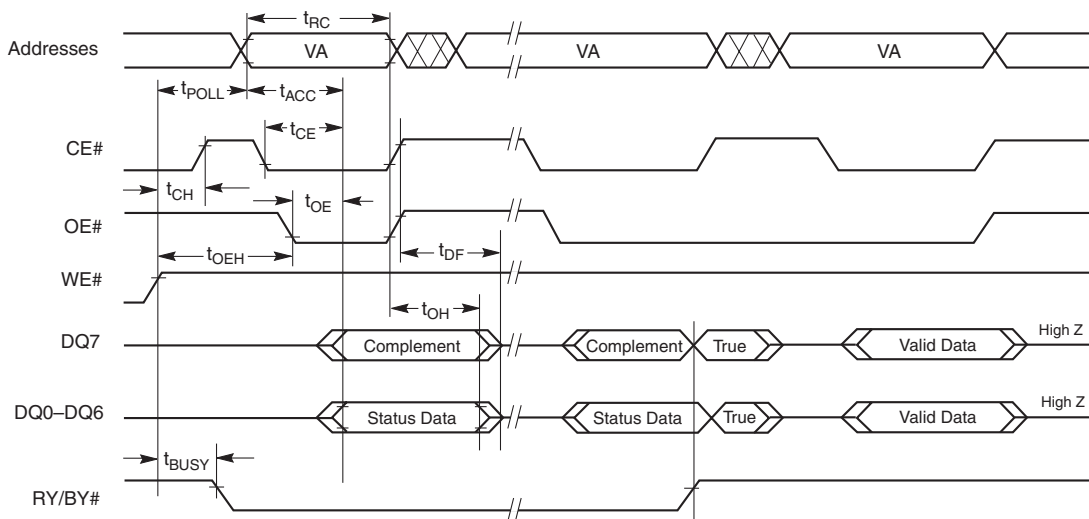 tRC
Addresses VA VA VA
tPOLL tACC
tCE
CE#
tCH tOE
OE#
tOEH tDF
WE#
tOH
DQ7 Complement Complement True Valid Data High Z
DQ0–DQ6 Status Data Status Data True Valid Data High Z
tBUSY
RY/BY#